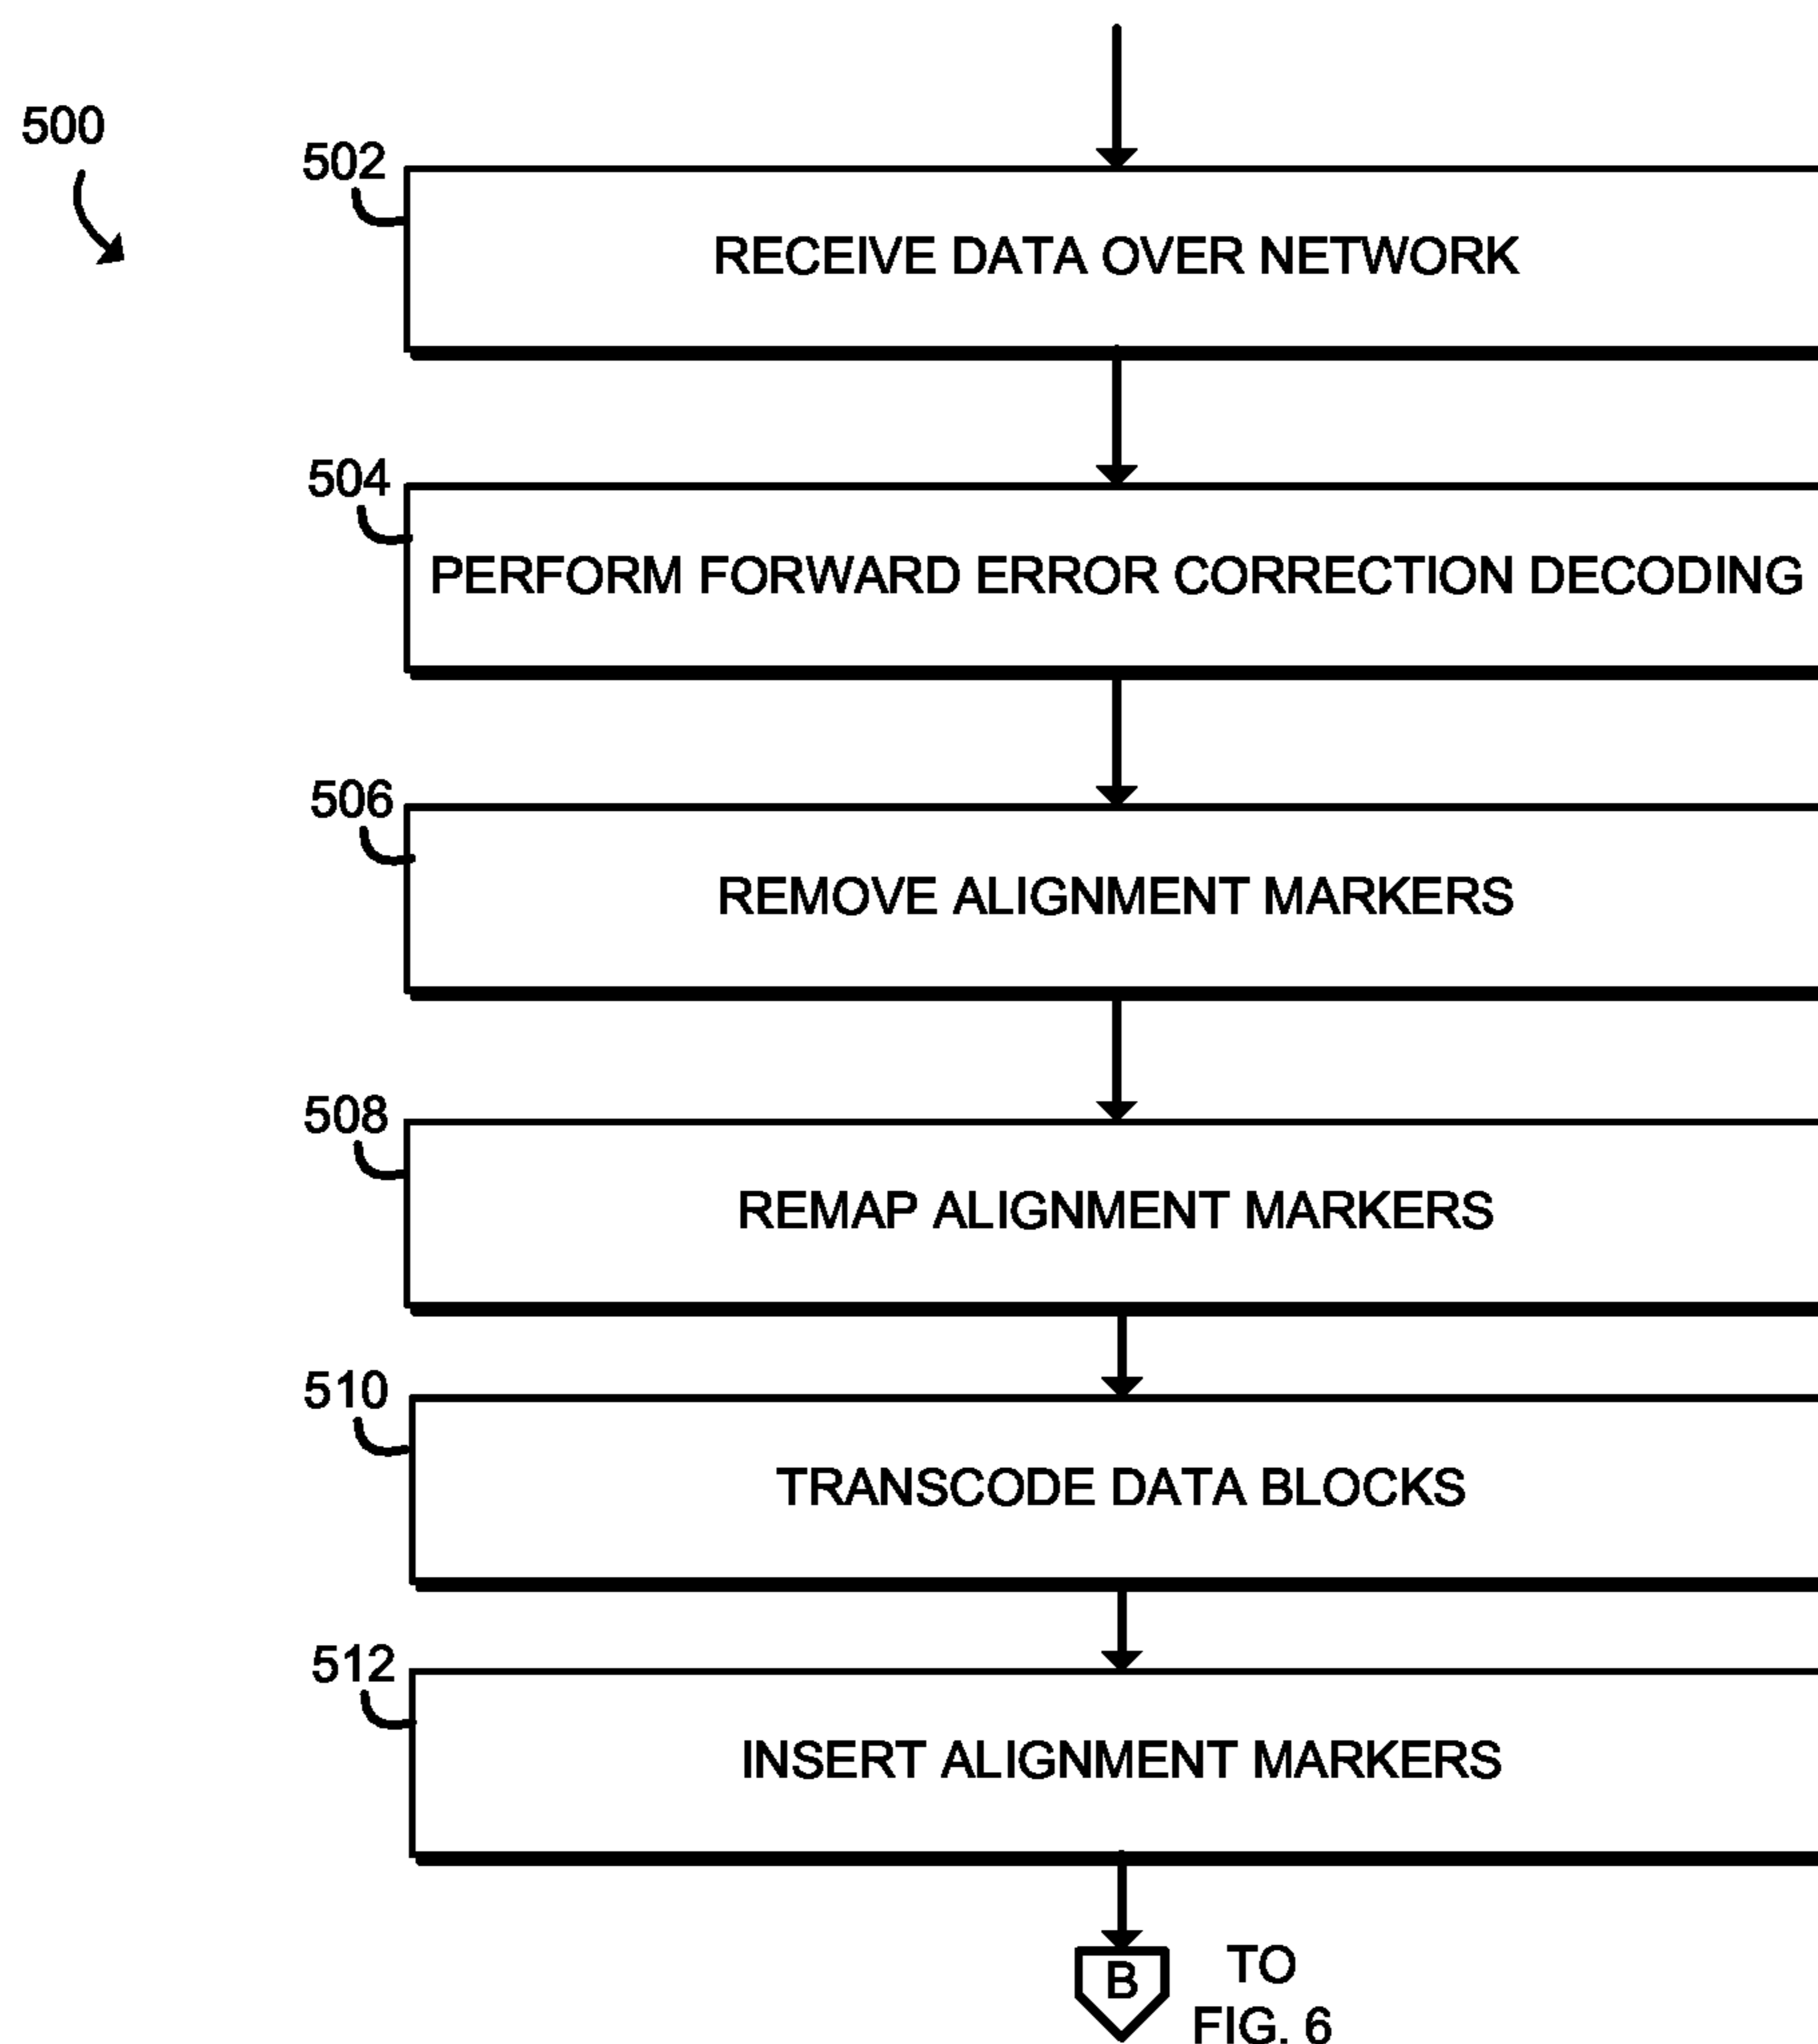 500
502
RECEIVE DATA OVER NETWORK
504
PERFORM FORWARD ERROR CORRECTION DECODING
506
REMOVE ALIGNMENT MARKERS
508
REMAP ALIGNMENT MARKERS
510
TRANSCODE DATA BLOCKS
512
INSERT ALIGNMENT MARKERS
B
TO
FIG. 6